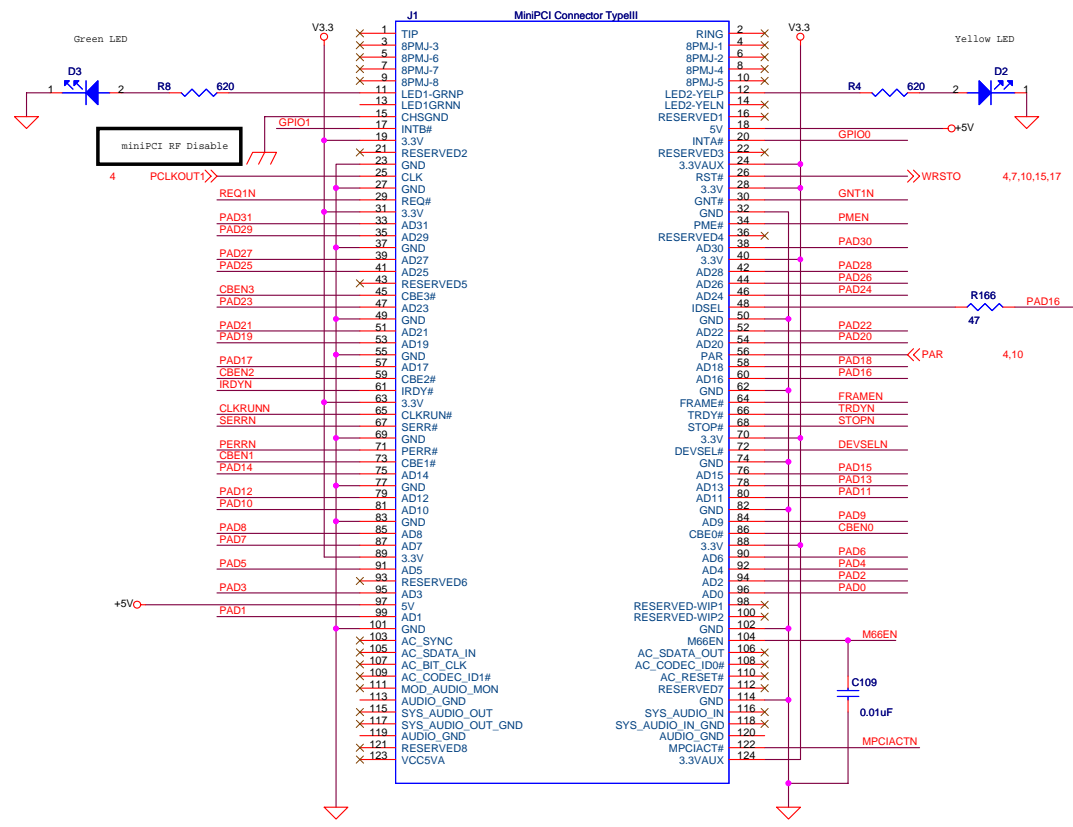 J1 MiniPCI Connector TypeIII
V3.3 V3.3
Green LED Yellow LED
1 TIP RING 2
3 8PMJ-3 8PMJ-1 4
5 8PMJ-6 8PMJ-2 6
7 8PMJ-7 8PMJ-4 8
9 8PMJ-8 8PMJ-5 10
D3 1 2 R8 620 11 LED1-GRNP LED2-YELP 12 R4 620 2 1 D2
13 LED1GRNN LED2-YELN 14
15 CHSGND RESERVED1 16
GPIO1 17 INTB# 5V 18 +5V
19 3.3V INTA# 20 GPIO0
miniPCI RF Disable
21 RESERVED2 RESERVED3 22
23 GND 3.3VAUX 24
4 PCLKOUT1 25 CLK RST# 26 WRSTO 4,7,10,15,17
27 GND 3.3V 28
REQ1N 29 REQ# GNT# 30 GNT1N
31 3.3V GND 32
PAD31 33 AD31 PME# 34 PMEN
PAD29 35 AD29 RESERVED4 36
37 GND AD30 38 PAD30
PAD27 39 AD27 3.3V 40
PAD25 41 AD25 AD28 42 PAD28
43 RESERVED5 AD26 44 PAD26
CBEN3 45 CBE3# AD24 46 PAD24
PAD23 47 AD23 IDSEL 48 R166 47 PAD16
49 GND GND 50
PAD21 51 AD21 AD22 52 PAD22
PAD19 53 AD19 AD20 54 PAD20
55 GND PAR 56 PAR 4,10
PAD17 57 AD17 AD18 58 PAD18
CBEN2 59 CBE2# AD16 60 PAD16
IRDYN 61 IRDY# GND 62
63 3.3V FRAME# 64 FRAMEN
CLKRUNN 65 CLKRUN# TRDY# 66 TRDYN
SERRN 67 SERR# STOP# 68 STOPN
69 GND 3.3V 70
PERRN 71 PERR# DEVSEL# 72 DEVSELN
CBEN1 73 CBE1# GND 74
PAD14 75 AD14 AD15 76 PAD15
77 GND AD13 78 PAD13
PAD12 79 AD12 AD11 80 PAD11
PAD10 81 AD10 GND 82
83 GND AD9 84 PAD9
PAD8 85 AD8 CBE0# 86 CBEN0
PAD7 87 AD7 3.3V 88
89 3.3V AD6 90 PAD6
PAD5 91 AD5 AD4 92 PAD4
93 RESERVED6 AD2 94 PAD2
PAD3 95 AD3 AD0 96 PAD0
+5V 97 5V RESERVED-WIP1 98
PAD1 99 AD1 RESERVED-WIP2 100
101 GND GND 102
103 AC_SYNC M66EN 104 M66EN
105 AC_SDATA_IN AC_SDATA_OUT 106
107 AC_BIT_CLK AC_CODEC_ID0# 108
109 AC_CODEC_ID1# AC_RESET# 110
111 MOD_AUDIO_MON RESERVED7 112 C109
113 AUDIO_GND GND 114
115 SYS_AUDIO_OUT SYS_AUDIO_IN 116 0.01uF
117 SYS_AUDIO_OUT_GND SYS_AUDIO_IN_GND 118
119 AUDIO_GND AUDIO_GND 120
121 RESERVED8 MPCIACT# 122 MPCIACTN
123 VCC5VA 3.3VAUX 124